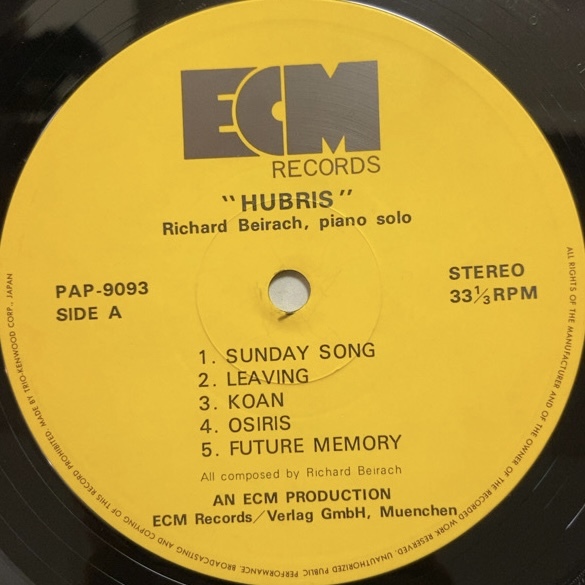 ECM
RECORDS
"HUBRIS"
Richard Beirach, piano solo
PAP-9093
SIDE A
STEREO
33⅓RPM
1. SUNDAY SONG
2. LEAVING
3. KOAN
4. OSIRIS
5. FUTURE MEMORY
All composed by Richard Beirach
AN ECM PRODUCTION
ECM Records/Verlag GmbH, Muenchen
ALL RIGHTS OF THE MANUFACTURER AND OF THE OWNER OF THE RECORDED WORK RESERVED. UNAUTHORIZED PUBLIC PERFORMANCE, BROADCASTING AND COPYING OF THIS RECORD PROHIBITED. MADE BY TRIO-KENWOOD CORP., JAPAN